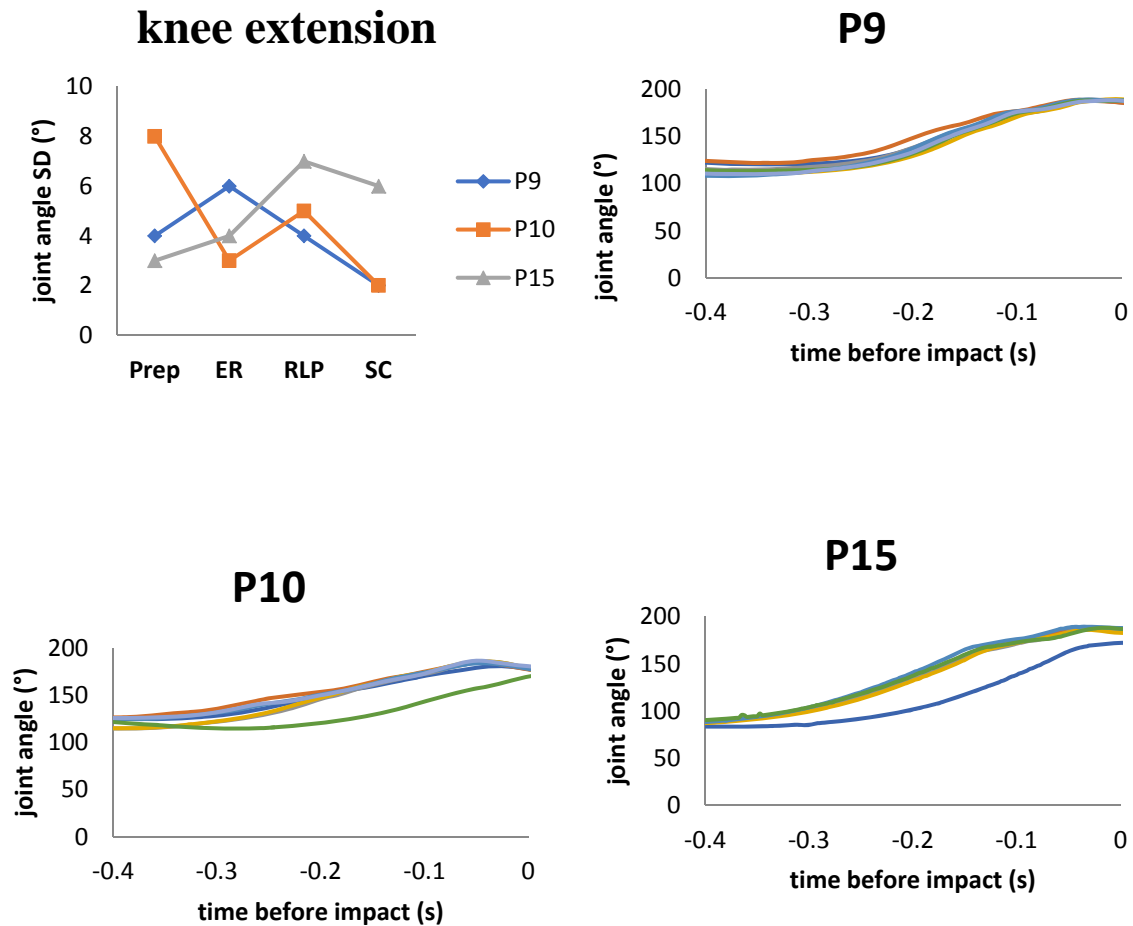 knee extension
joint angle SD (°)
10
8
6
4
2
0
Prep ER RLP SC
P9
P10
P15
P9
joint angle (°)
200
150
100
50
0
-0.4 -0.3 -0.2 -0.1 0
time before impact (s)
P10
joint angle (°)
200
150
100
50
0
-0.4 -0.3 -0.2 -0.1 0
time before impact (s)
P15
joint angle (°)
200
150
100
50
0
-0.4 -0.3 -0.2 -0.1 0
time before impact (s)